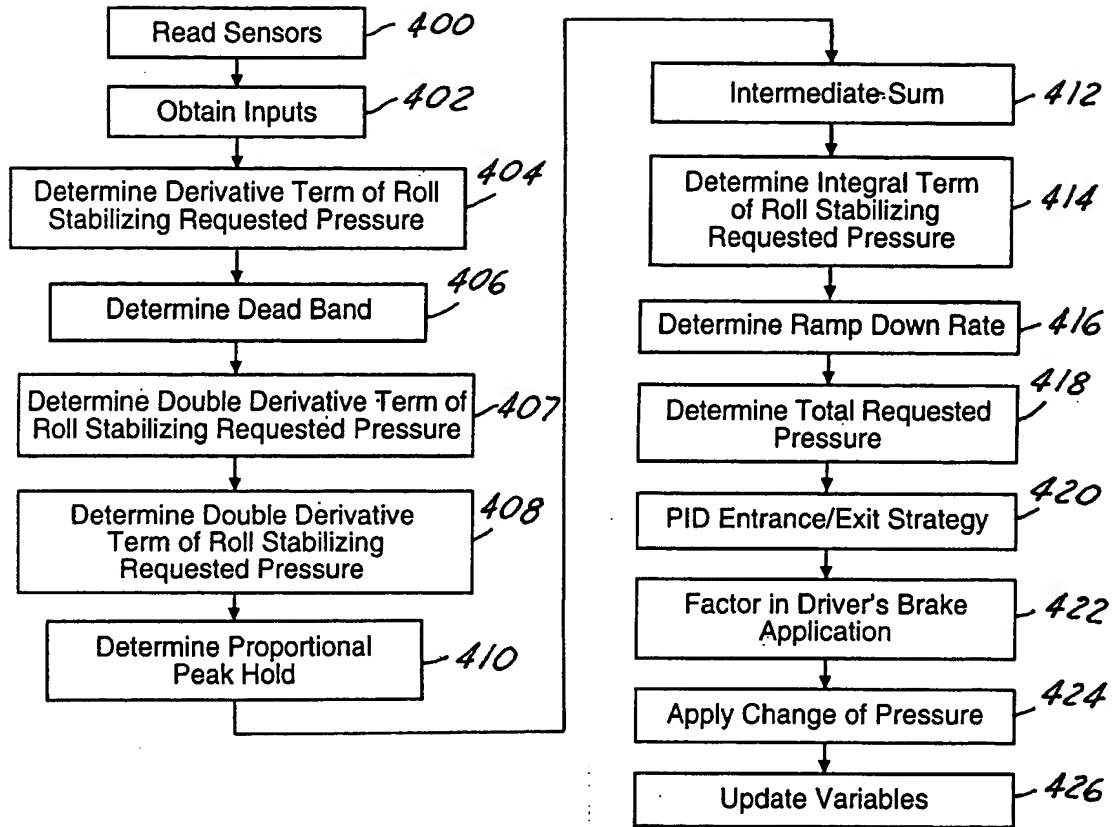 Read Sensors
400
Obtain Inputs
402
Determine Derivative Term of Roll
Stabilizing Requested Pressure
404
Determine Dead Band
406
Determine Double Derivative Term of
Roll Stabilizing Requested Pressure
407
Determine Double Derivative
Term of Roll Stabilizing
Requested Pressure
408
Determine Proportional
Peak Hold
410
Intermediate Sum
412
Determine Integral Term
of Roll Stabilizing
Requested Pressure
414
Determine Ramp Down Rate
416
Determine Total Requested
Pressure
418
PID Entrance/Exit Strategy
420
Factor in Driver's Brake
Application
422
Apply Change of Pressure
424
Update Variables
426